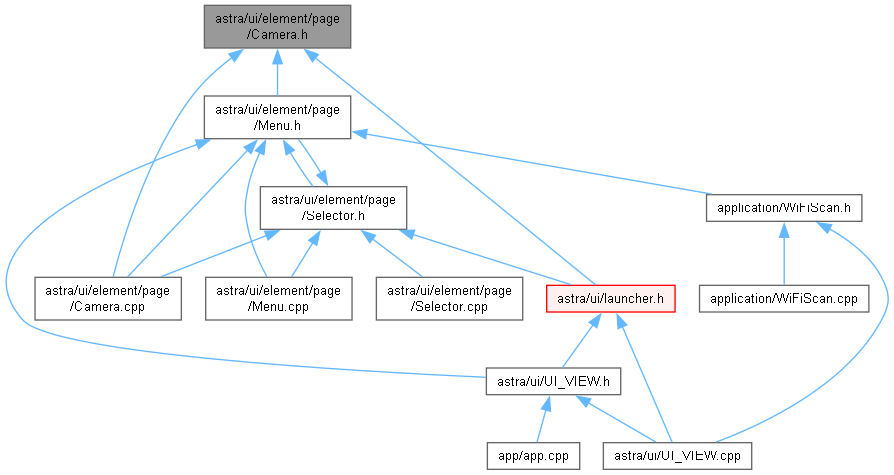 astra/ui/element/page
/Camera.h
astra/ui/element/page
/Menu.h
astra/ui/element/page
/Selector.h
application/WiFiScan.h
astra/ui/element/page
/Camera.cpp
astra/ui/element/page
/Menu.cpp
astra/ui/element/page
/Selector.cpp
astra/ui/launcher.h
application/WiFiScan.cpp
astra/ui/UI_VIEW.h
app/app.cpp
astra/ui/UI_VIEW.cpp